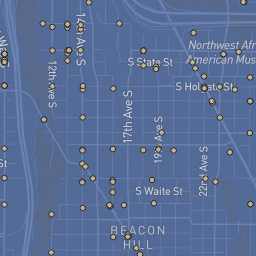 14th Ave S
Northwest Afri
American Mus
S State St
12th Ave S
S Holgate St
17th Ave S
19th Ave S
22nd Ave S
St
S Waite St
BEACON
HILL